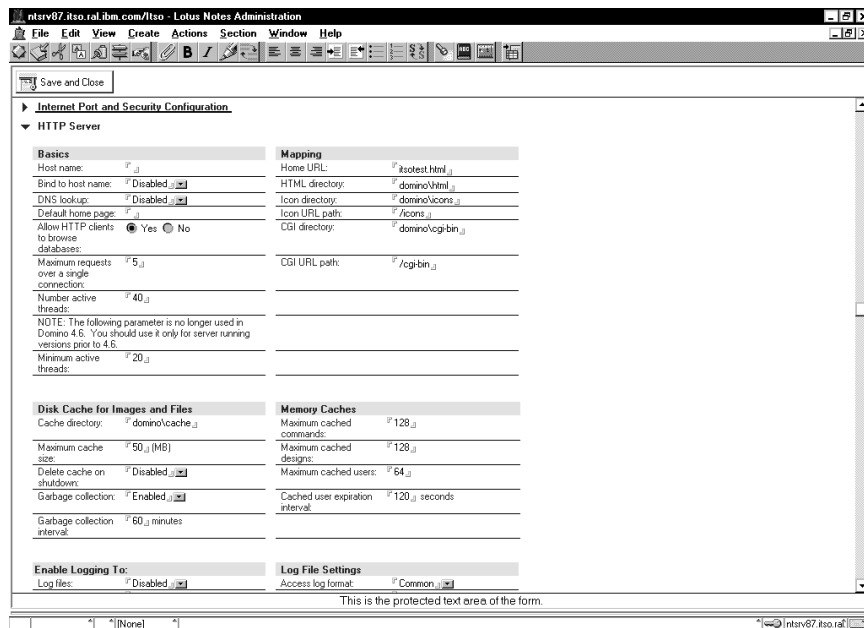 ntsrv87.itso.ral.ibm.com/Itso - Lotus Notes Administration
File Edit View Create Actions Section Window Help
Save and Close
Internet Port and Security Configuration
HTTP Server
Basics
Host name:
Bind to host name: Disabled
DNS lookup: Disabled
Default home page:
Allow HTTP clients Yes No
to browse
databases:
Maximum requests 5
over a single
connection:
Number active 40
threads:
NOTE: The following parameter is no longer used in
Domino 4.6. You should use it only for server running
versions prior to 4.6.
Minimum active 20
threads:
Mapping
Home URL: itsotest.html
HTML directory: domino\html
Icon directory: domino\icons
Icon URL path: /icons
CGI directory: domino\cgi-bin
CGI URL path: /cgi-bin
Disk Cache for Images and Files
Cache directory: domino\cache
Maximum cache 50 (MB)
size:
Delete cache on Disabled
shutdown:
Garbage collection: Enabled
Garbage collection 60 minutes
interval:
Memory Caches
Maximum cached 128
commands:
Maximum cached 128
designs:
Maximum cached users: 64
Cached user expiration 120 seconds
interval:
Enable Logging To:
Log files: Disabled
Log File Settings
Access log format: Common
This is the protected text area of the form.
[None]
ntsrv87.itso.ral